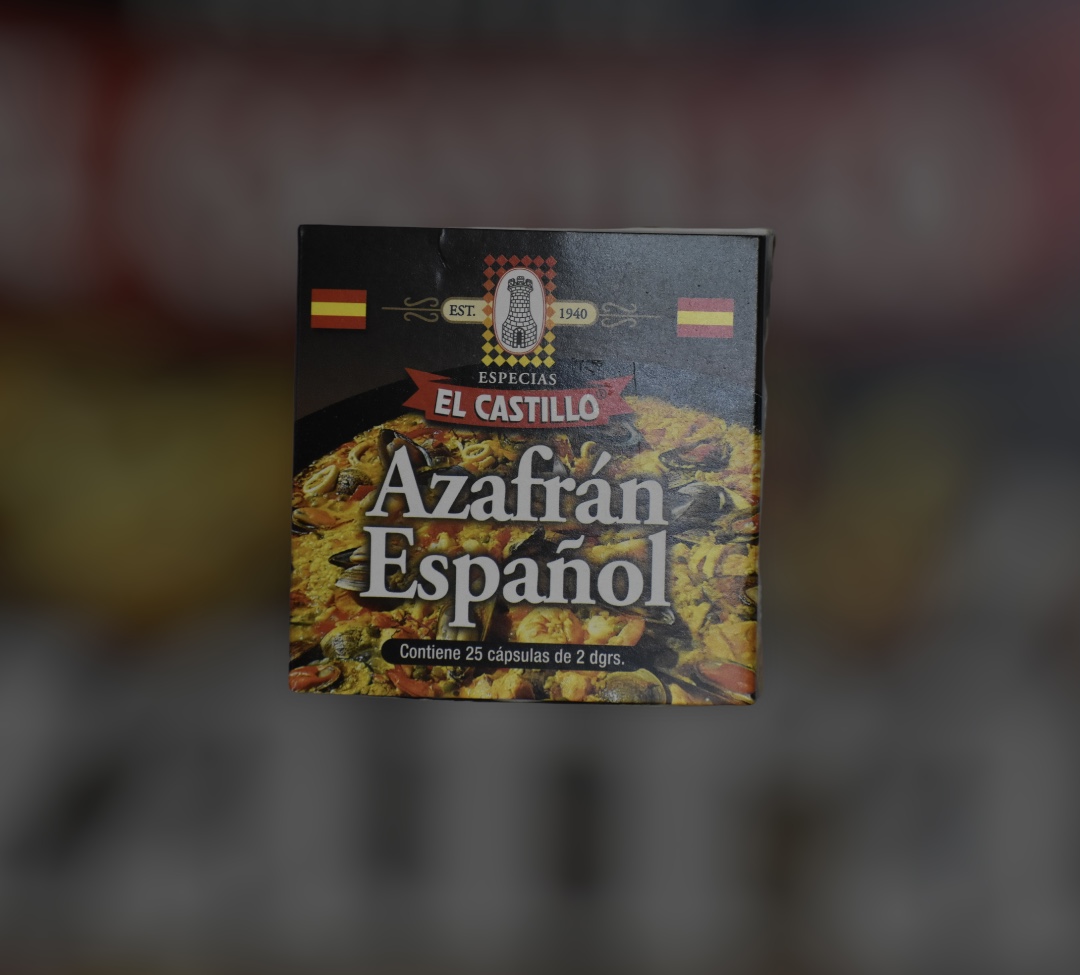 EST. 1940
ESPECIAS
EL CASTILLO
Azafrán
Español
Contiene 25 cápsulas de 2 dgrs.